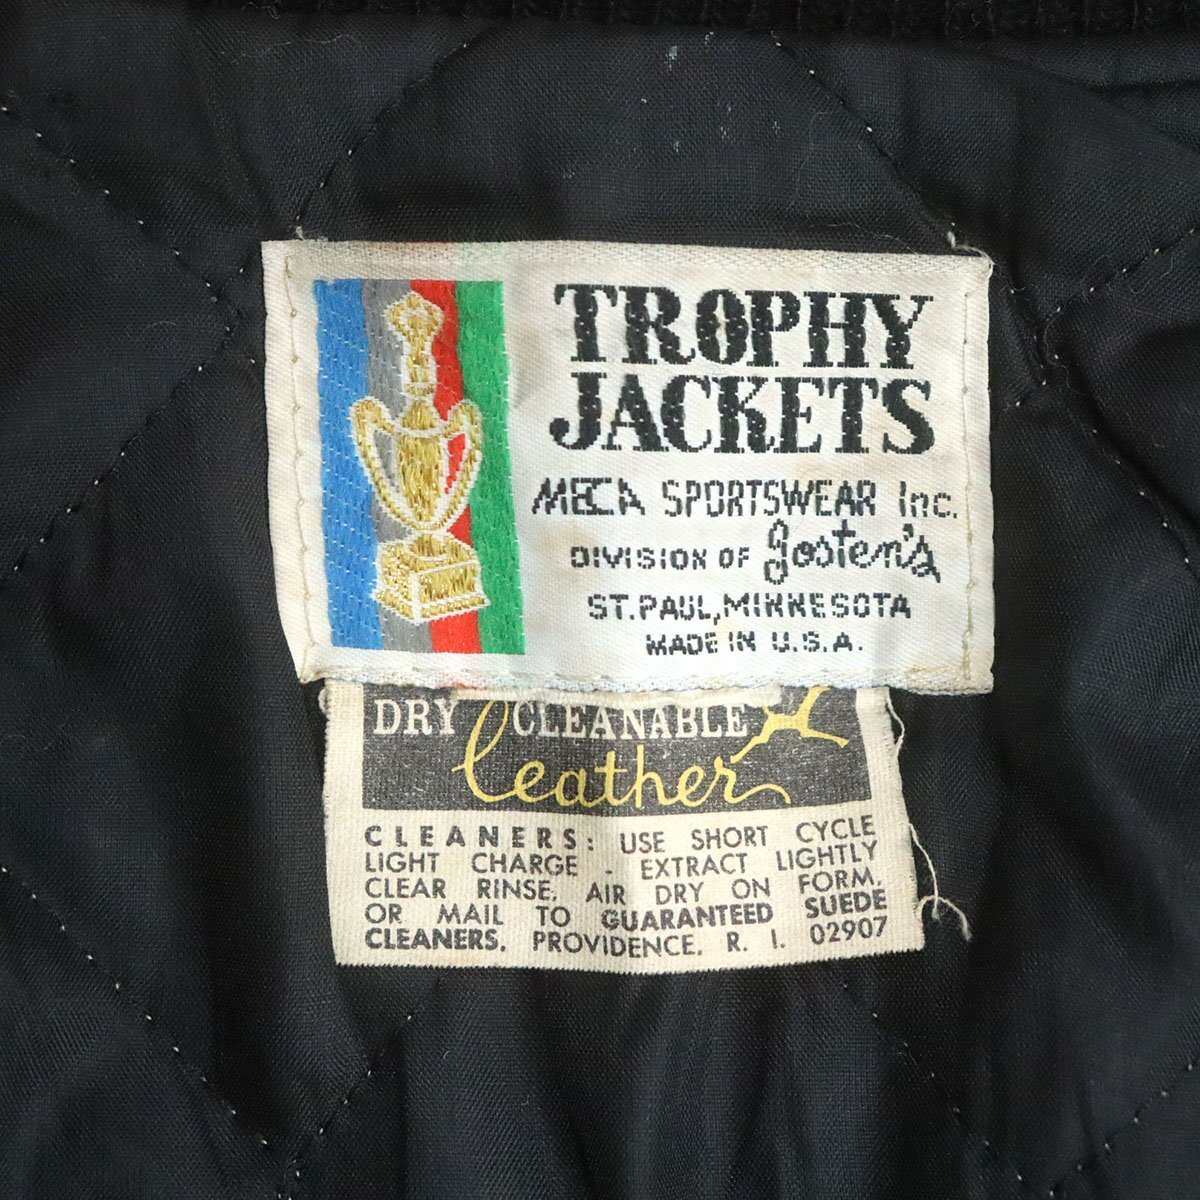 TROPHY
JACKETS
MECA SPORTSWEAR Inc.
DIVISION OF Josten's
ST. PAUL, MINNESOTA
MADE IN U.S.A.
DRY CLEANABLE
leather
CLEANERS: USE SHORT CYCLE
LIGHT CHARGE - EXTRACT LIGHTLY
CLEAR RINSE. AIR DRY ON FORM.
OR MAIL TO GUARANTEED SUEDE
CLEANERS. PROVIDENCE. R. I. 02907